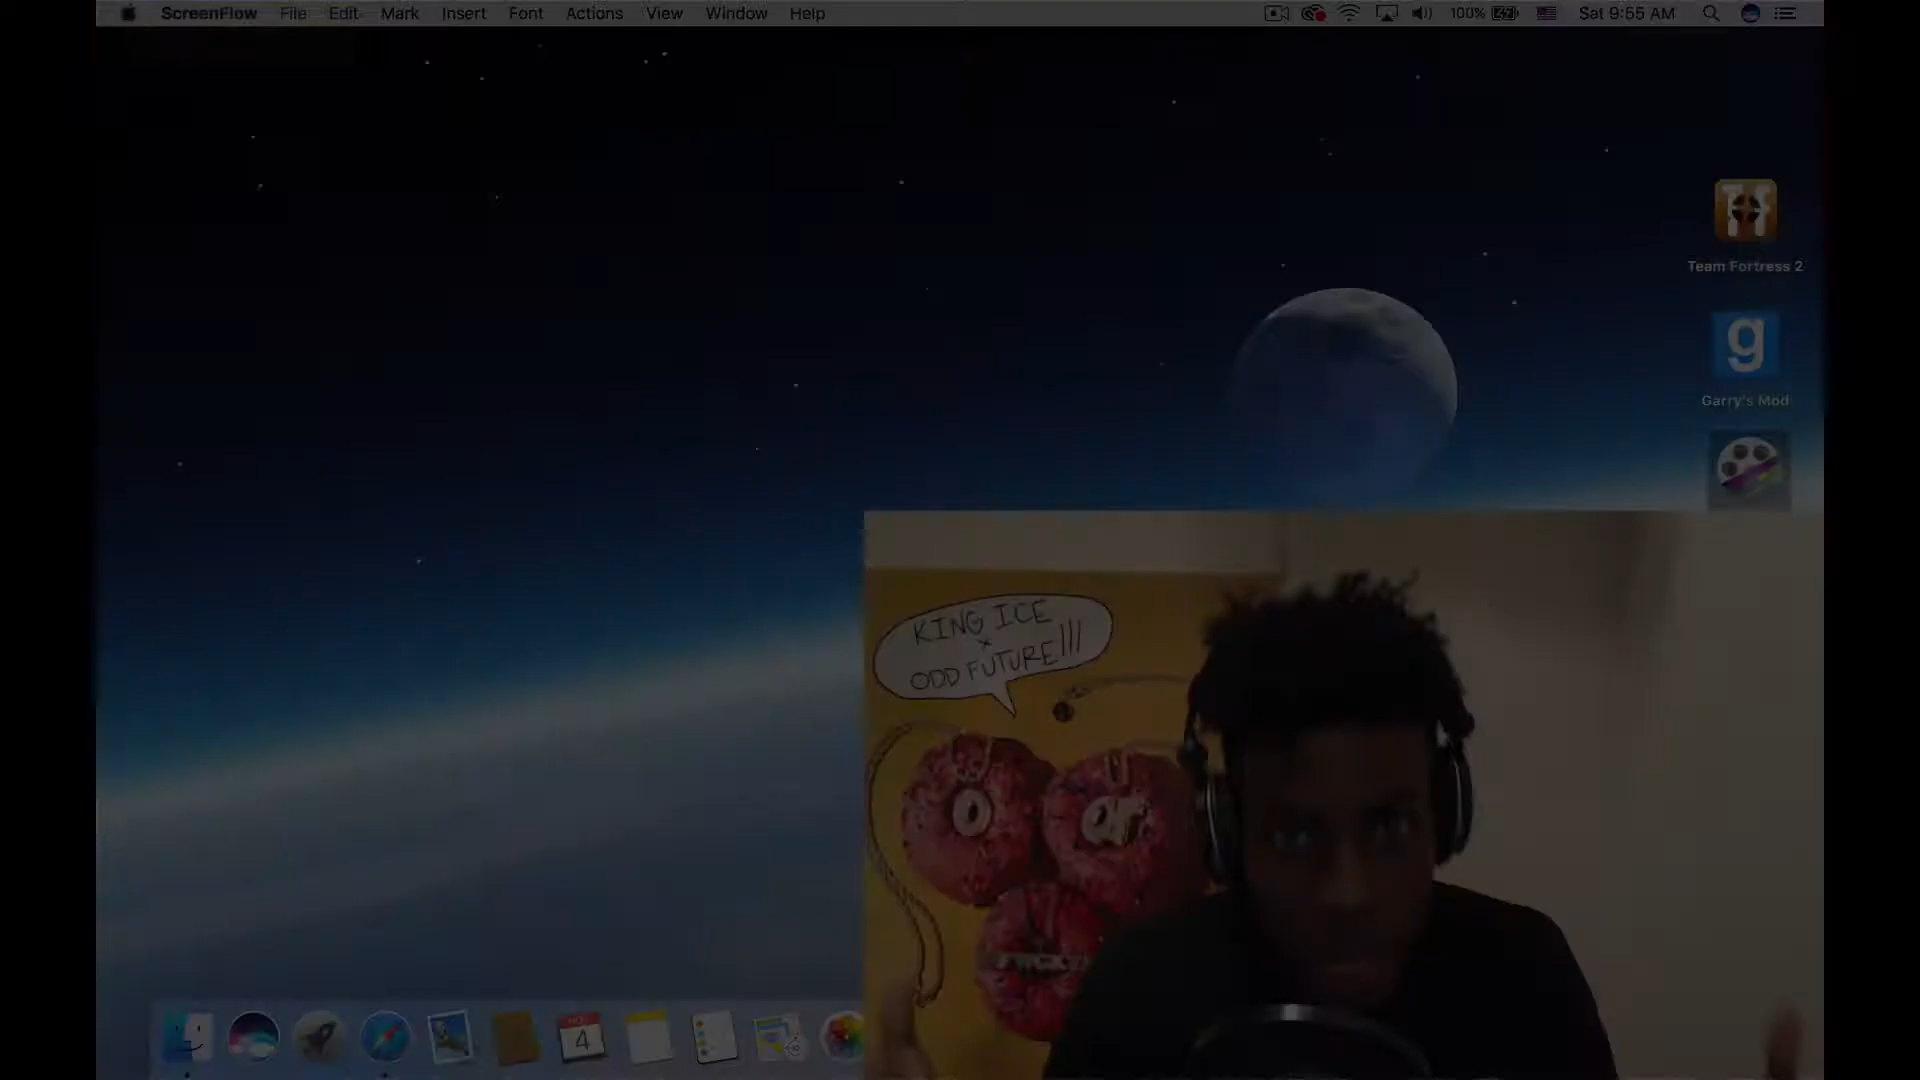 ScreenFlow File Edit Mark Insert Font Actions View Window Help 100% Sat 9:55 AM
Team Fortress 2
g
Garry's Mod
KING ICE
×
ODD FUTURE!!!
O
OF
4